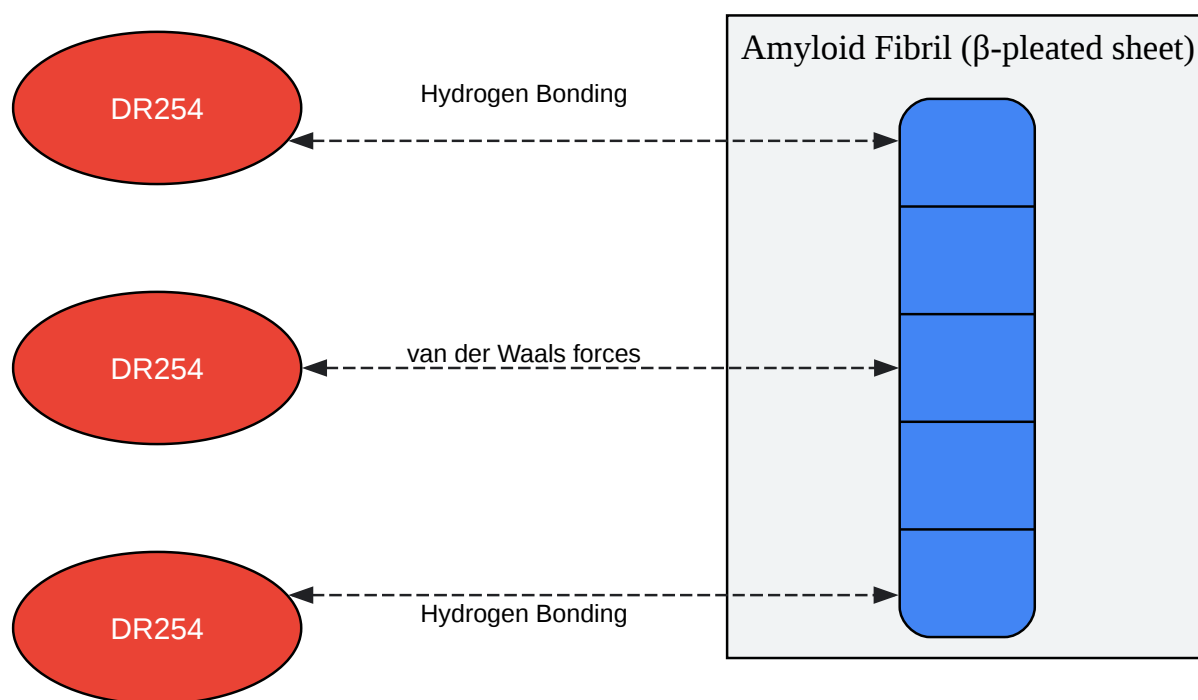 Amyloid Fibril (β-pleated sheet)
DR254
Hydrogen Bonding
DR254
van der Waals forces
DR254
Hydrogen Bonding